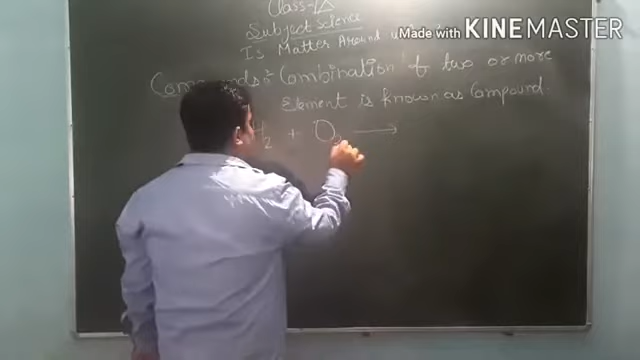 Class-IX
Made with KINEMASTER
Subject Science
Is Matter Around
Compounds:- Combination of two or more
Element is known as Compound.
H2 + O2 →